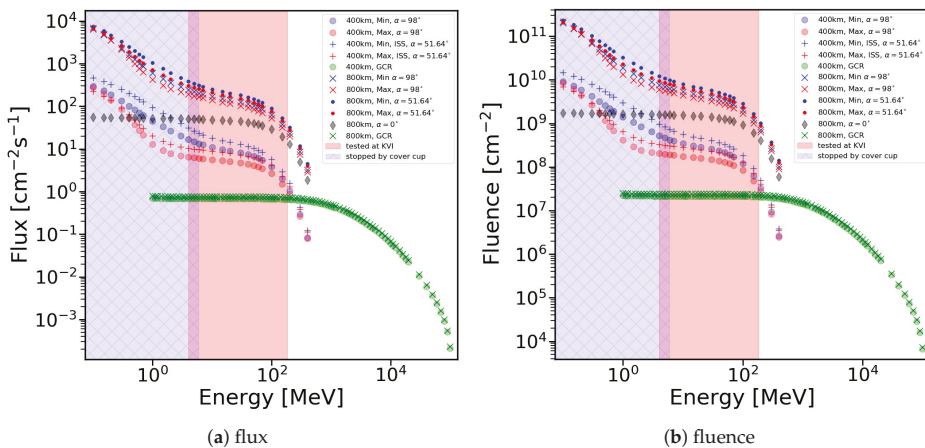 10⁴
10³
10²
10¹
10⁰
10⁻¹
10⁻²
10⁻³
Flux [cm⁻²s⁻¹]
400km, Min, α = 98°
400km, Max, α = 98°
400km, Min, ISS, α = 51.64°
400km, Max, ISS, α = 51.64°
400km, GCR
800km, Min α = 98°
800km, Max, α = 98°
800km, Min, α = 51.64°
800km, Max, α = 51.64°
800km, α = 0°
800km, GCR
tested at KVI
stopped by cover cup
10⁰ 10² 10⁴
Energy [MeV]
(a) flux
10¹¹
10¹⁰
10⁹
10⁸
10⁷
10⁶
10⁵
10⁴
Fluence [cm⁻²]
400km, Min, α = 98°
400km, Max, α = 98°
400km, Min, ISS, α = 51.64°
400km, Max, ISS, α = 51.64°
400km, GCR
800km, Min α = 98°
800km, Max, α = 98°
800km, Min, α = 51.64°
800km, Max, α = 51.64°
800km, α = 0°
800km, GCR
tested at KVI
stopped by cover cup
10⁰ 10² 10⁴
Energy [MeV]
(b) fluence